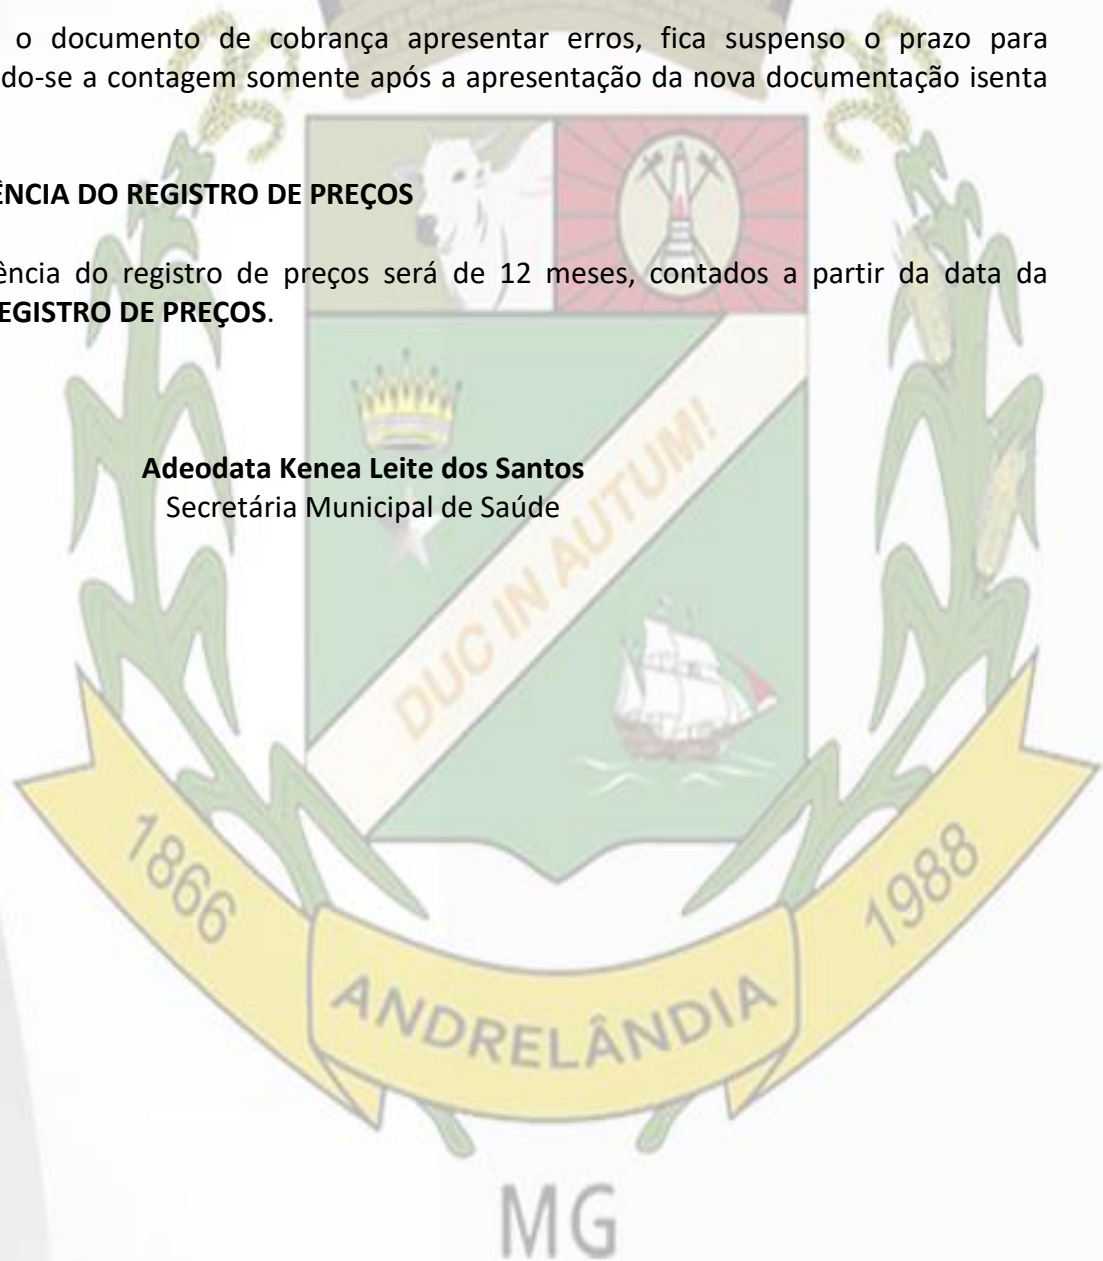 o documento de cobrança apresentar erros, fica suspenso o prazo para
do-se a contagem somente após a apresentação da nova documentação isenta
ÊNCIA DO REGISTRO DE PREÇOS
ência do registro de preços será de 12 meses, contados a partir da data da
EGISTRO DE PREÇOS.
Adeodata Kenea Leite dos Santos
Secretária Municipal de Saúde
DUC IN AUTUM!
1866
1988
ANDRELÂNDIA
MG